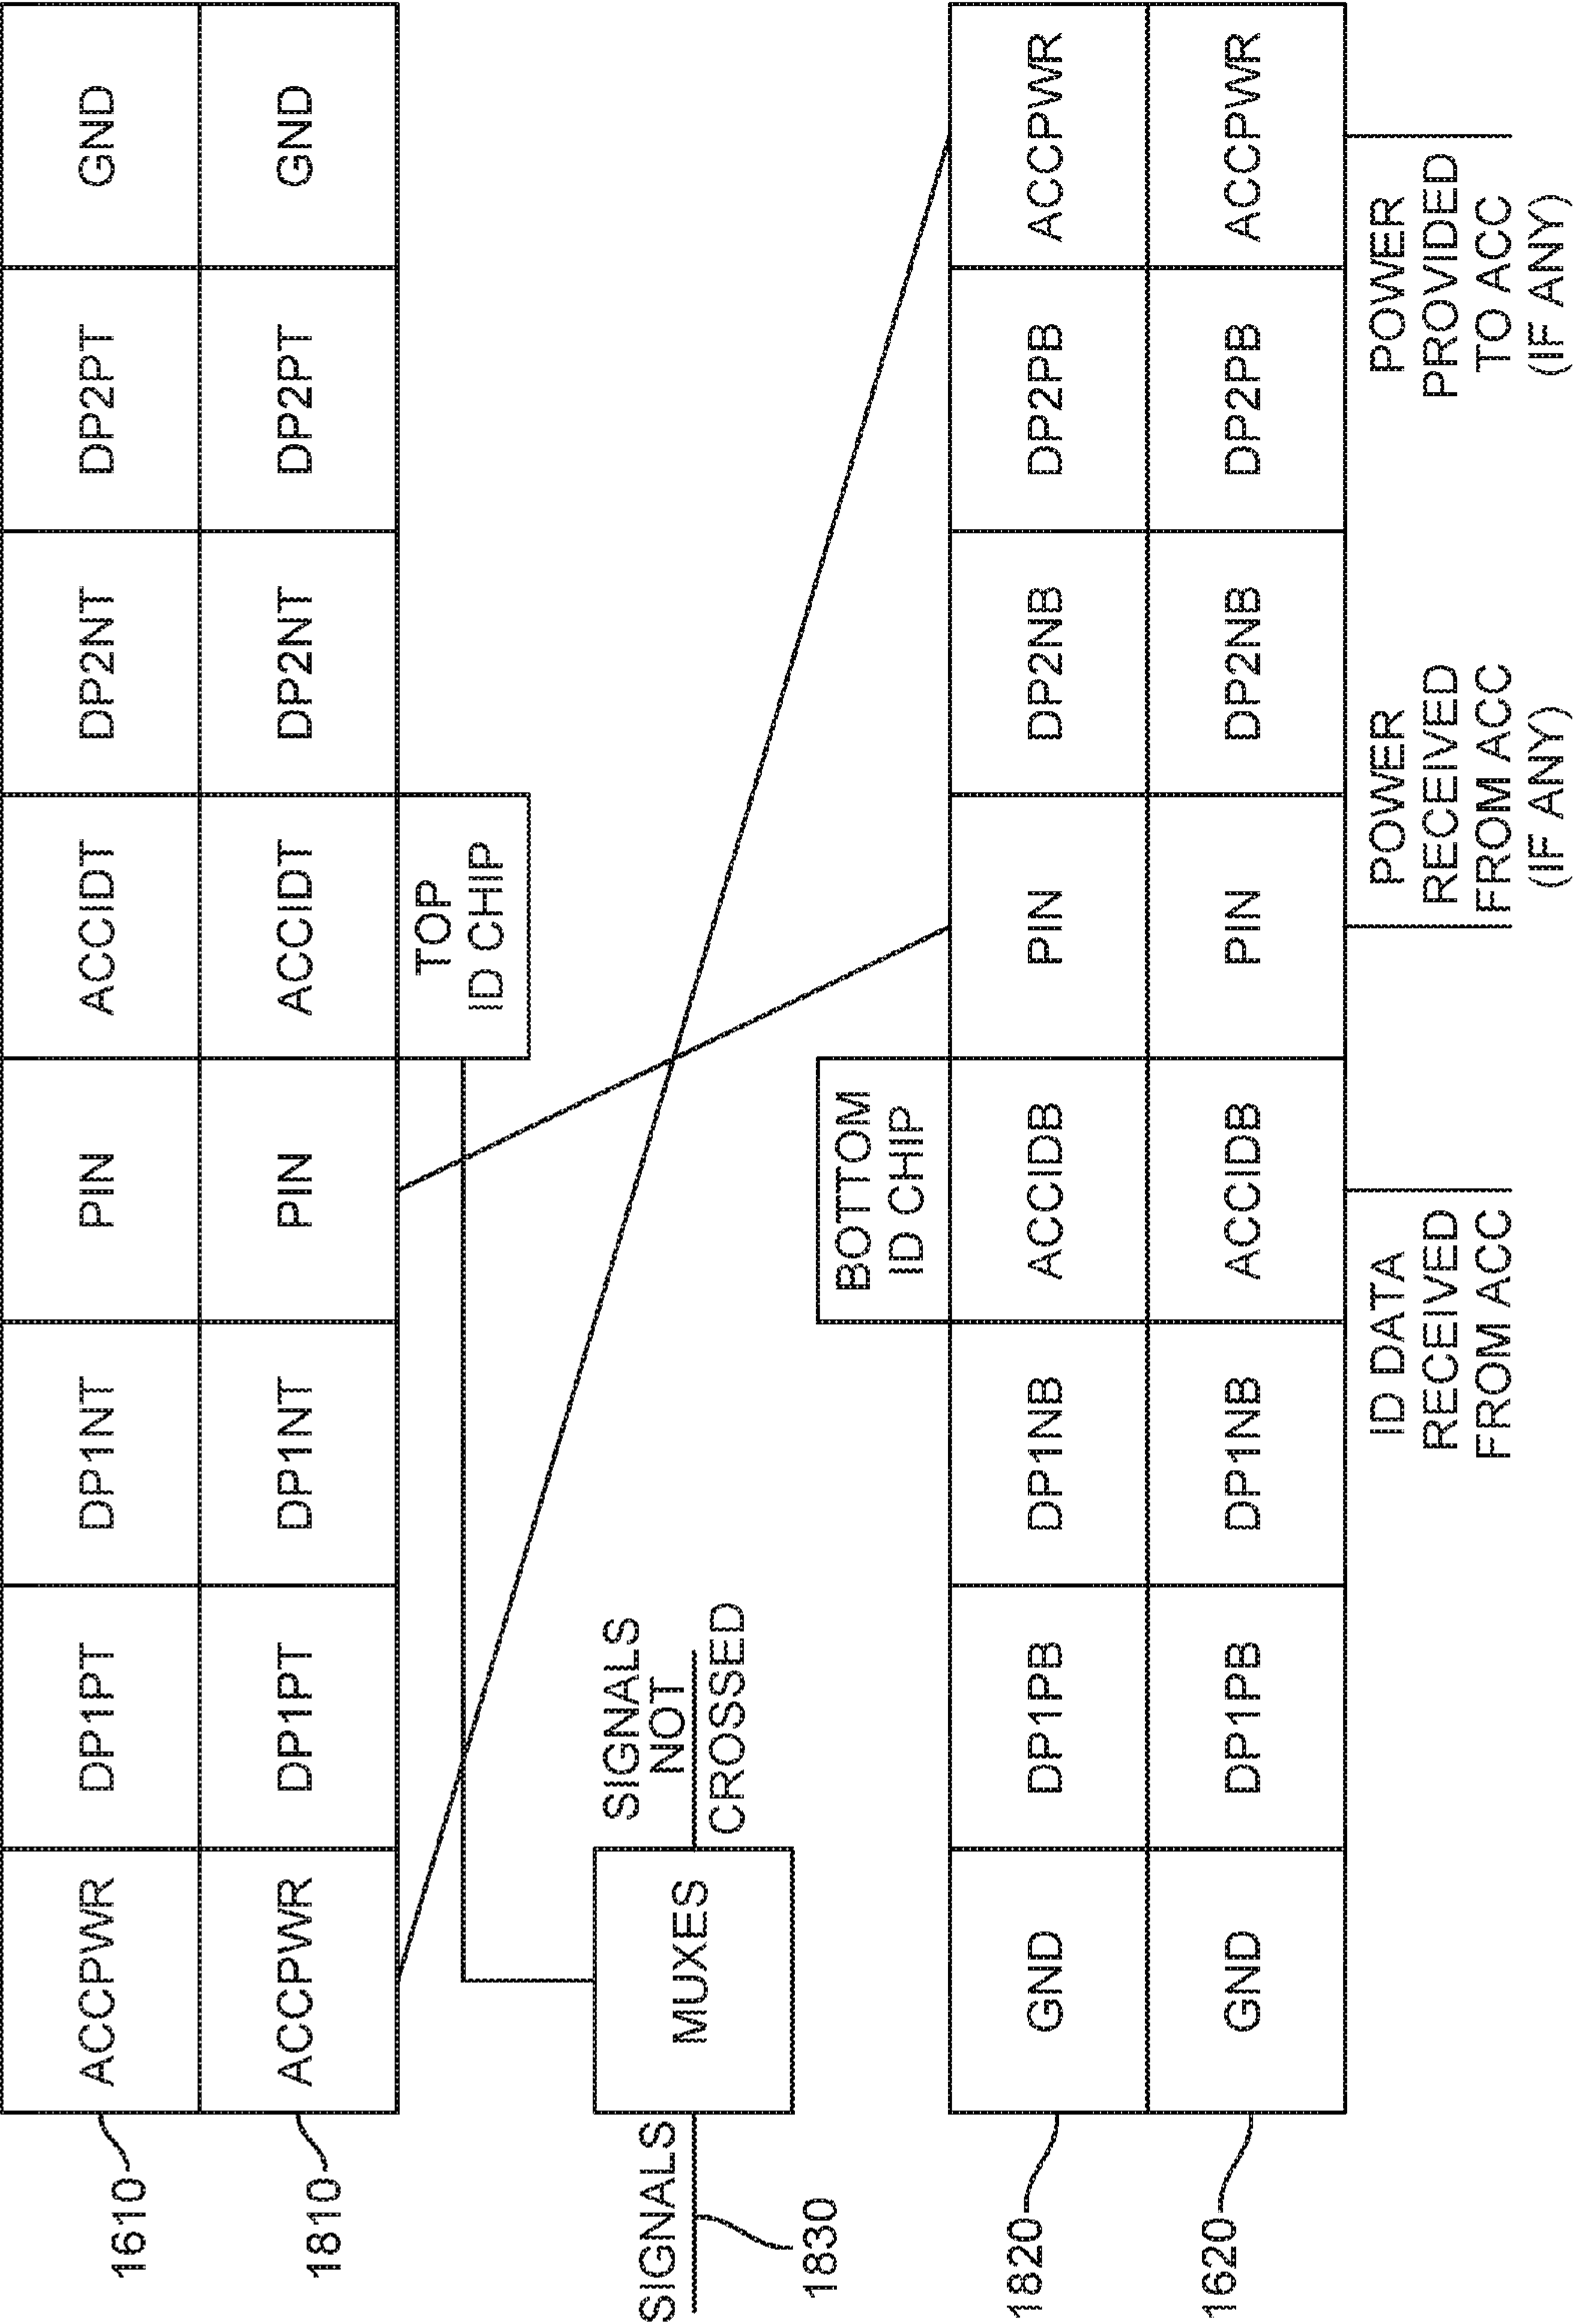 1610
ACCPWR
DP1PT
DP1NT
PIN
ACCIDT
DP2NT
DP2PT
GND
1810
ACCPWR
DP1PT
DP1NT
PIN
ACCIDT
DP2NT
DP2PT
GND
TOP
ID CHIP
SIGNALS
1830
MUXES
SIGNALS
NOT
CROSSED
BOTTOM
ID CHIP
1820
GND
DP1PB
DP1NB
ACCIDB
PIN
DP2NB
DP2PB
ACCPWR
1620
GND
DP1PB
DP1NB
ACCIDB
PIN
DP2NB
DP2PB
ACCPWR
ID DATA
RECEIVED
FROM ACC
POWER
RECEIVED
FROM ACC
(IF ANY)
POWER
PROVIDED
TO ACC
(IF ANY)